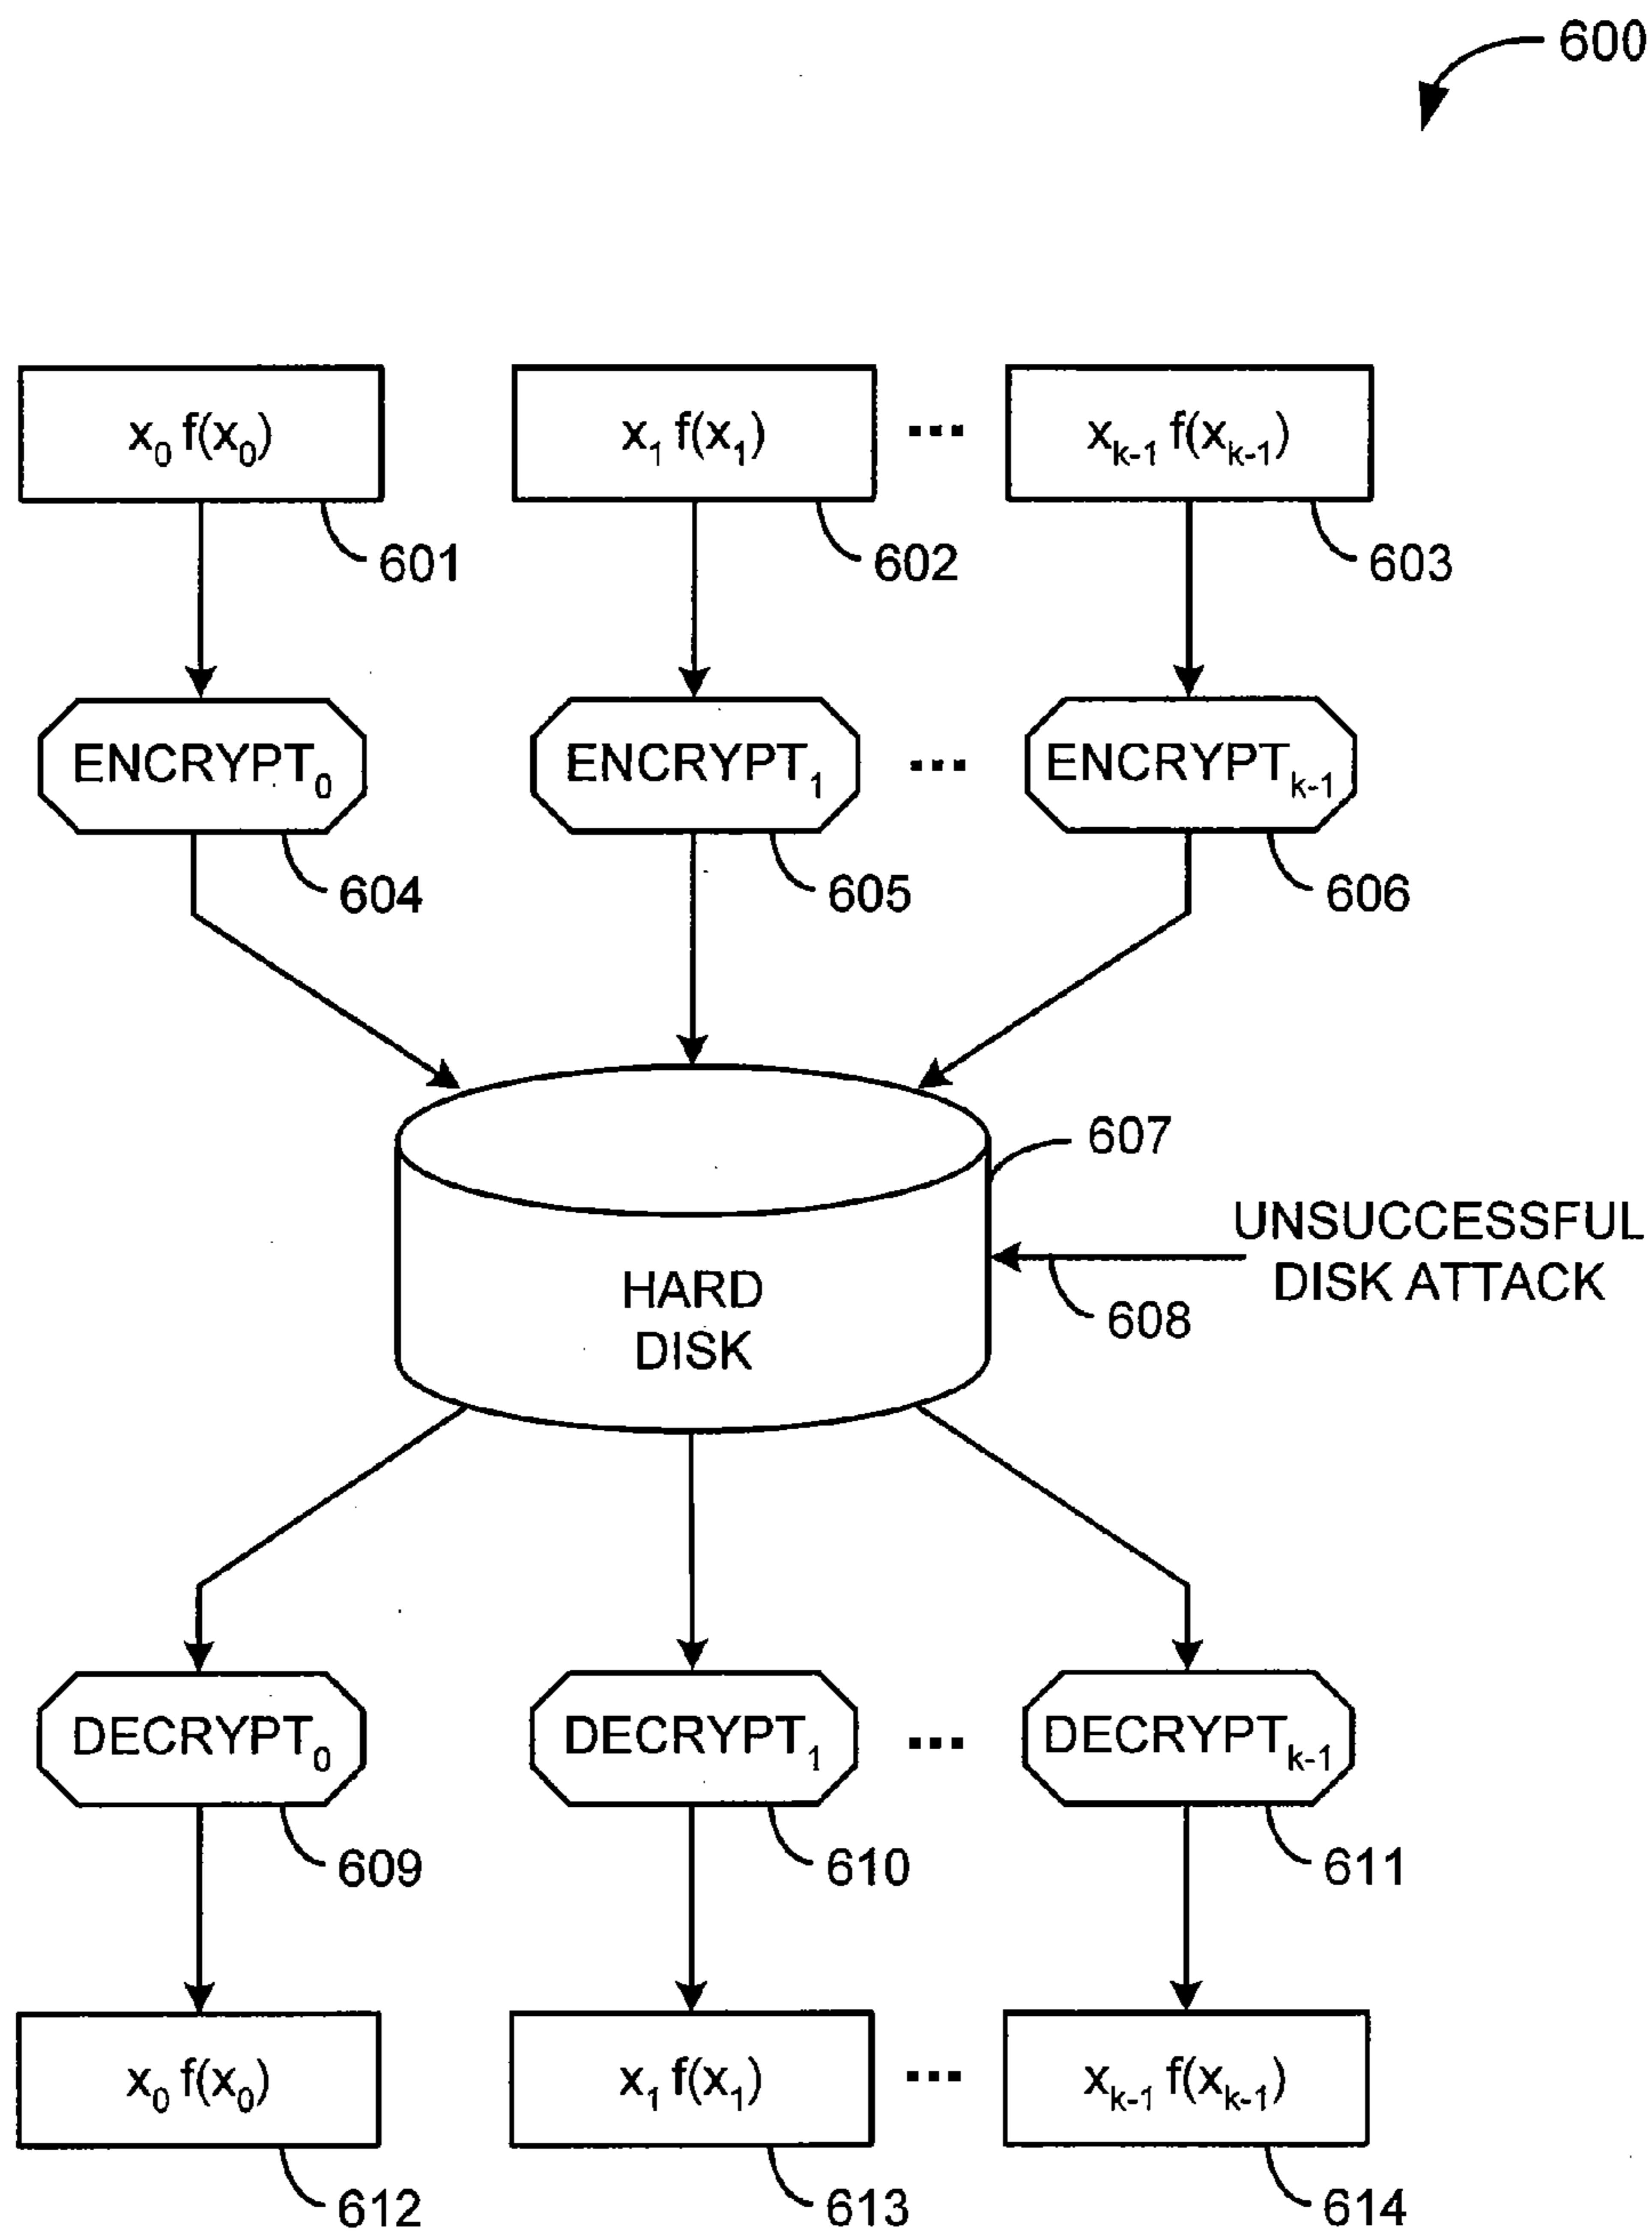 600
x₀ f(x₀) x₁ f(x₁) ... xₖ₋₁ f(xₖ₋₁)
601 602 603
ENCRYPT₀ ENCRYPT₁ ... ENCRYPTₖ₋₁
604 605 606
607
UNSUCCESSFUL
DISK ATTACK
608
HARD
DISK
DECRYPT₀ DECRYPT₁ ... DECRYPTₖ₋₁
609 610 611
x₀ f(x₀) x₁ f(x₁) ... xₖ₋₁ f(xₖ₋₁)
612 613 614